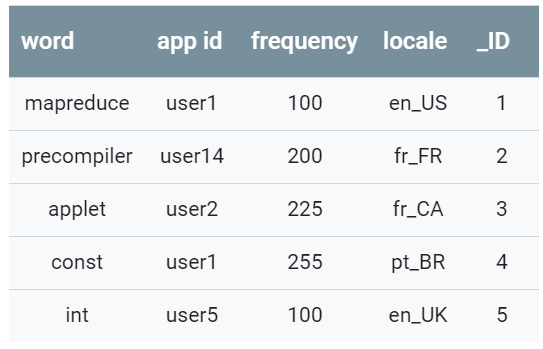 word app id frequency locale _ID
mapreduce user1 100 en_US 1
precompiler user14 200 fr_FR 2
applet user2 225 fr_CA 3
const user1 255 pt_BR 4
int user5 100 en_UK 5